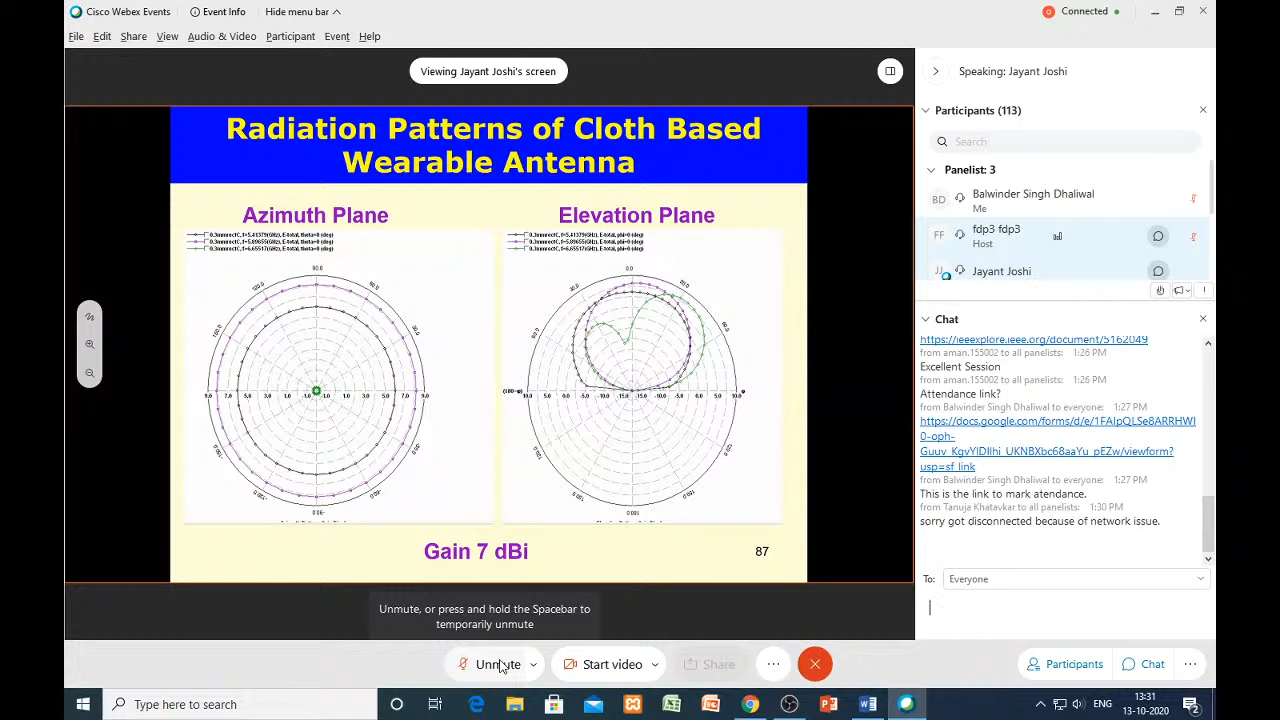 Cisco Webex Events
Event Info
Hide menu bar
Connected
File Edit Share View Audio & Video Participant Event Help
Viewing Jayant Joshi's screen
Speaking: Jayant Joshi
Radiation Patterns of Cloth Based
Wearable Antenna
Azimuth Plane
Elevation Plane
Gain 7 dBi
87
Participants (113)
Search
Panelist: 3
BD
Balwinder Singh Dhaliwal
Me
FF
fdp3 fdp3
Host
JJ
Jayant Joshi
Chat
https://ieeexplore.ieee.org/document/5162049
from aman.155002 to all panelists: 1:26 PM
Excellent Session
from aman.155002 to all panelists: 1:26 PM
Attendance link?
from Balwinder Singh Dhaliwal to everyone: 1:27 PM
https://docs.google.com/forms/d/e/1FAIpQLSe8ARRHWI
0-oph-
Guuv_KgvYlDIlhi_UKNBXbc68aaYu_pEZw/viewform?
usp=sf_link
from Balwinder Singh Dhaliwal to everyone: 1:27 PM
This is the link to mark atendance.
from Tanuja Khatavkar to all panelists: 1:30 PM
sorry got disconnected because of network issue.
To: Everyone
Unmute, or press and hold the Spacebar to
temporarily unmute
Unmute
Start video
Share
Participants
Chat
Type here to search
ENG
13:31
13-10-2020
2